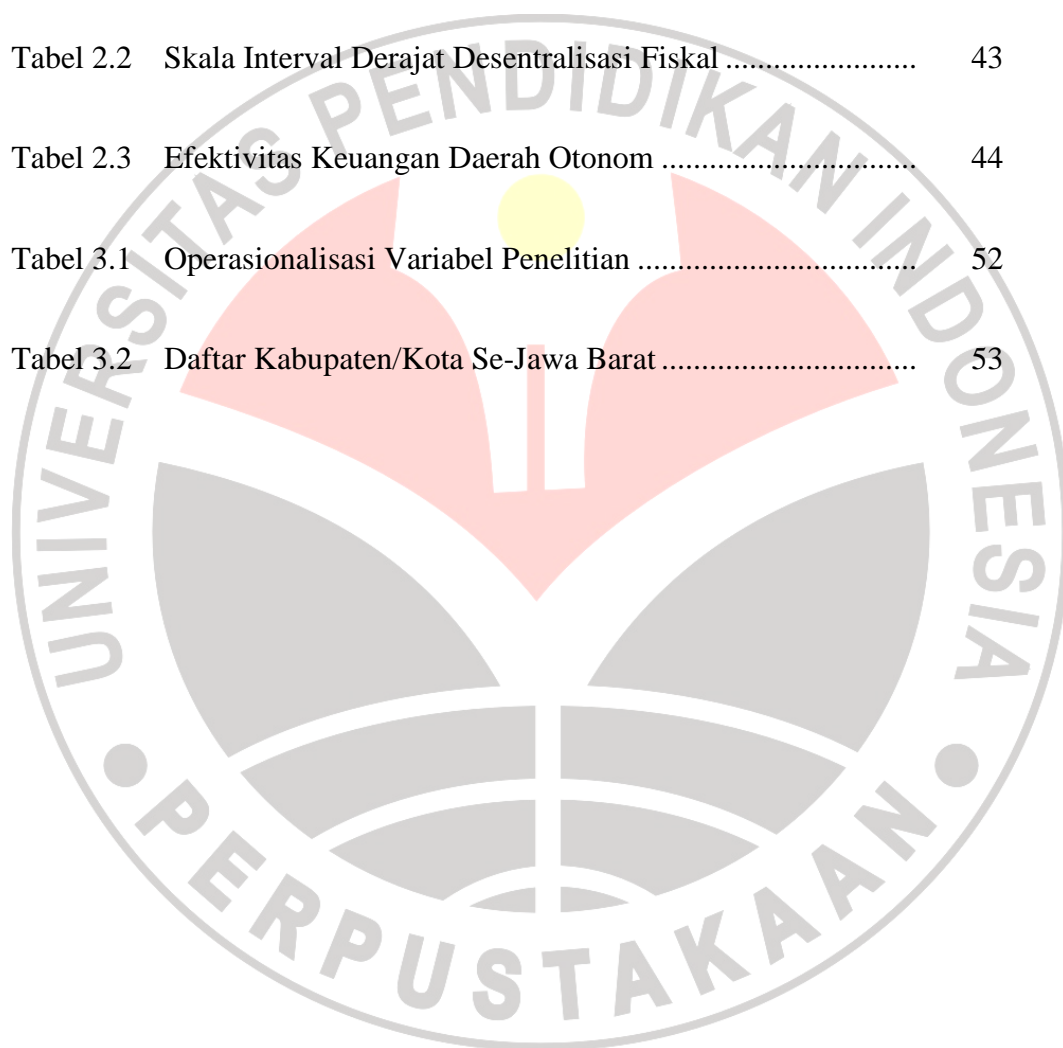 Tabel 2.2 Skala Interval Derajat Desentralisasi Fiskal ........................ 43
Tabel 2.3 Efektivitas Keuangan Daerah Otonom ................................ 44
Tabel 3.1 Operasionalisasi Variabel Penelitian ................................... 52
Tabel 3.2 Daftar Kabupaten/Kota Se-Jawa Barat ................................ 53
UNIVERSITAS PENDIDIKAN INDONESIA
PERPUSTAKAAN